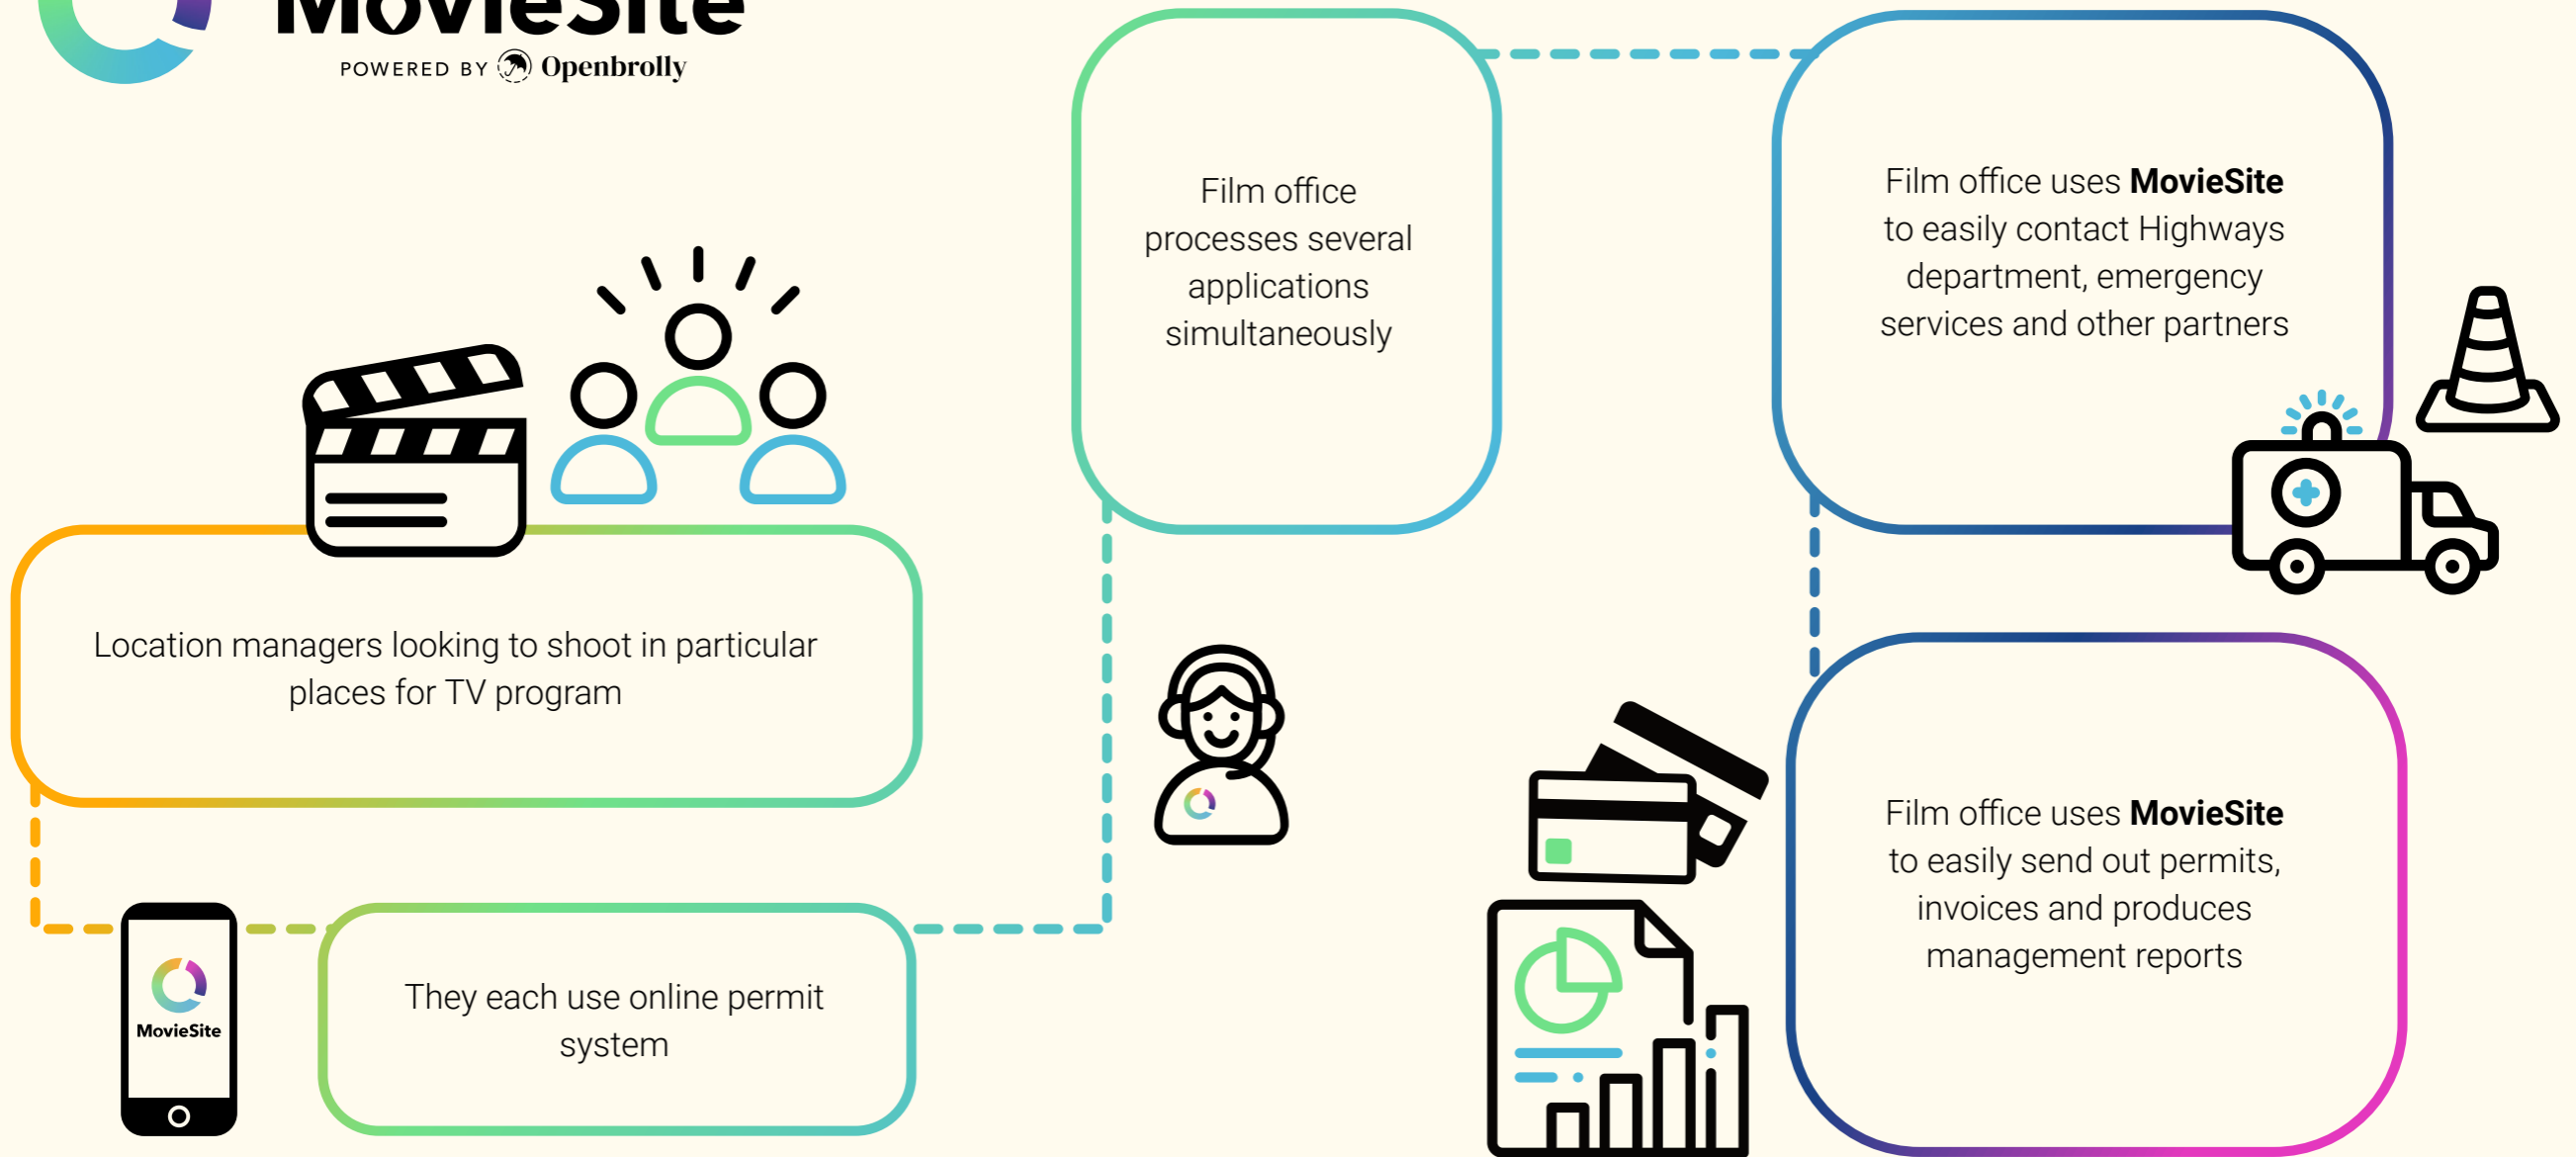 MovieSite
POWERED BY Openbrolly
Location managers looking to shoot in particular
places for TV program
MovieSite
They each use online permit
system
Film office
processes several
applications
simultaneously
Film office uses MovieSite
to easily contact Highways
department, emergency
services and other partners
Film office uses MovieSite
to easily send out permits,
invoices and produces
management reports